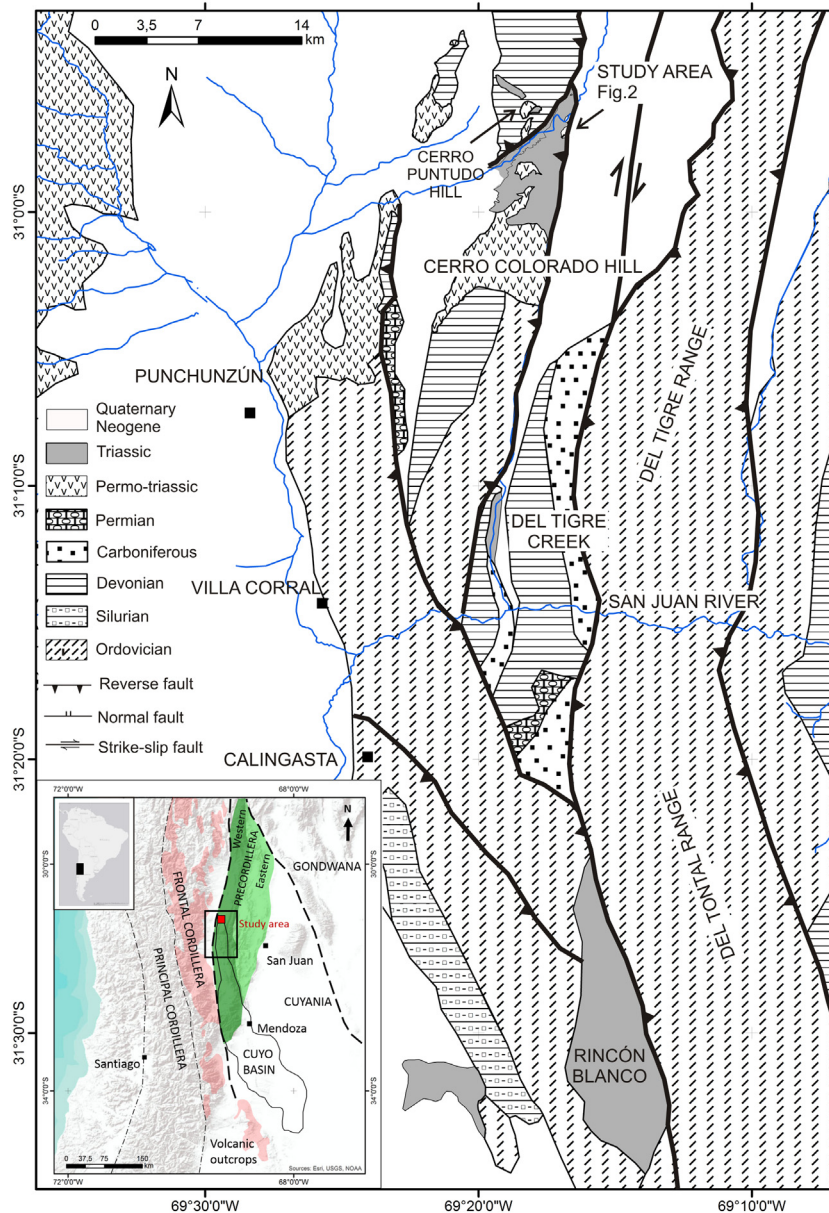 0 3,5 7 14
km
N
STUDY AREA
Fig.2
CERRO
PUNTUDO
HILL
31°0'0"S
CERRO COLORADO HILL
DEL TIGRE RANGE
PUNCHUNZÚN
Quaternary
Neogene
Triassic
Permo-triassic
Permian
Carboniferous
Devonian
Silurian
Ordovician
Reverse fault
Normal fault
Strike-slip fault
31°10'0"S
DEL TIGRE
CREEK
VILLA CORRAL
SAN JUAN RIVER
31°20'0"S
CALINGASTA
DEL TONTAL RANGE
72°0'0"W
68°0'0"W
N
Western
PRECORDILLERA
Eastern
GONDWANA
30°0'0"S
30°0'0"S
FRONTAL CORDILLERA
PRINCIPAL CORDILLERA
Study area
San Juan
CUYANIA
Mendoza
Santiago
CUYO
BASIN
34°0'0"S
34°0'0"S
Volcanic
outcrops
0 37,5 75 150
km
Sources: Esri, USGS, NOAA
72°0'0"W
68°0'0"W
31°30'0"S
RINCÓN
BLANCO
69°30'0"W
69°20'0"W
69°10'0"W